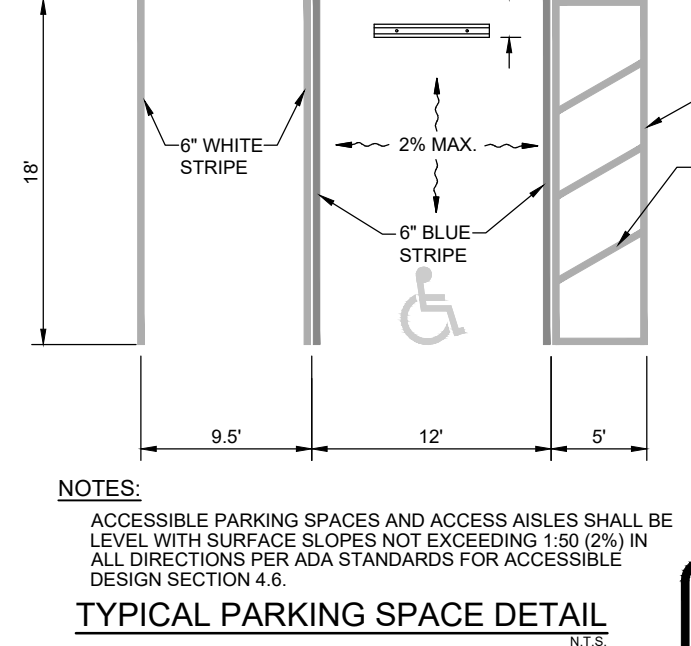 18'
6" WHITE
STRIPE
2% MAX.
6" BLUE
STRIPE
9.5'
12'
5'
NOTES:
ACCESSIBLE PARKING SPACES AND ACCESS AISLES SHALL BE
LEVEL WITH SURFACE SLOPES NOT EXCEEDING 1:50 (2%) IN
ALL DIRECTIONS PER ADA STANDARDS FOR ACCESSIBLE
DESIGN SECTION 4.6.
TYPICAL PARKING SPACE DETAIL
N.T.S.